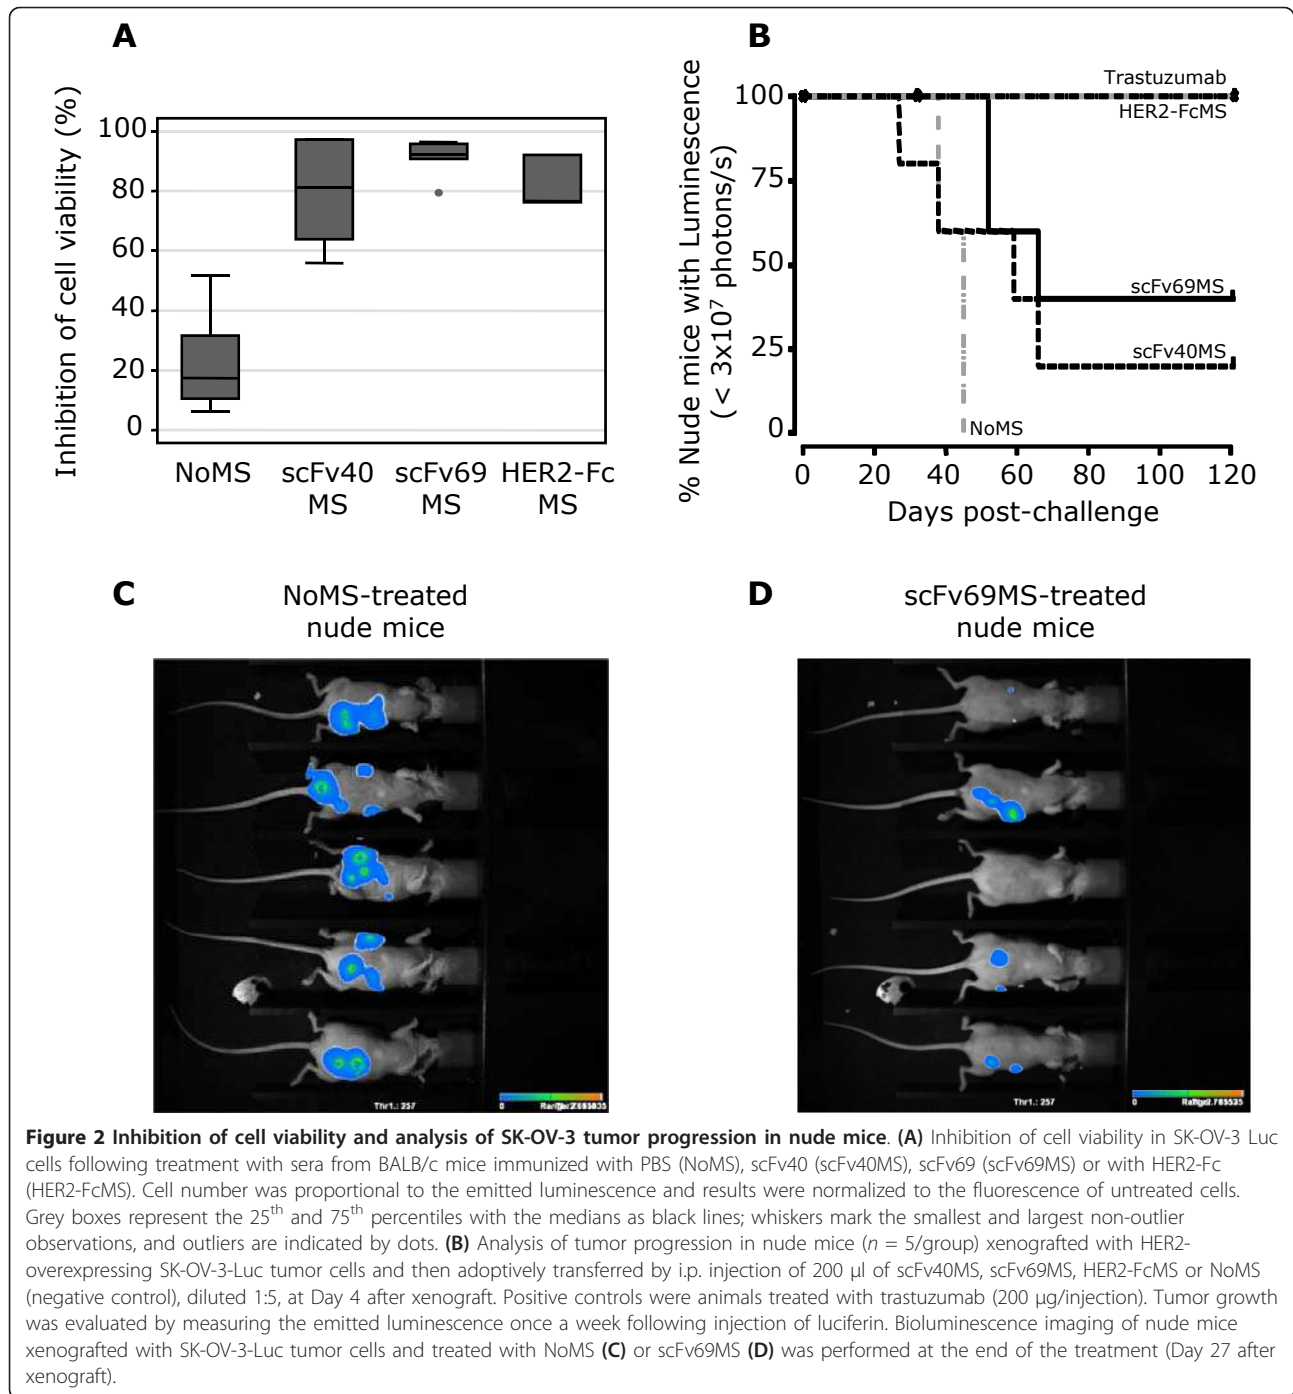 A
Inhibition of cell viability (%)
100
80
60
40
20
0
NoMS
scFv40
MS
scFv69
MS
HER2-Fc
MS
B
% Nude mice with Luminescence
(< 3x10⁷ photons/s)
100
75
50
25
0
Trastuzumab
HER2-FcMS
scFv69MS
scFv40MS
NoMS
0 20 40 60 80 100 120
Days post-challenge
C
NoMS-treated
nude mice
Thr1.: 257
0
D
scFv69MS-treated
nude mice
Thr1.: 257
0
Figure 2 Inhibition of cell viability and analysis of SK-OV-3 tumor progression in nude mice. (A) Inhibition of cell viability in SK-OV-3 Luc
cells following treatment with sera from BALB/c mice immunized with PBS (NoMS), scFv40 (scFv40MS), scFv69 (scFv69MS) or with HER2-Fc
(HER2-FcMS). Cell number was proportional to the emitted luminescence and results were normalized to the fluorescence of untreated cells.
Grey boxes represent the 25th and 75th percentiles with the medians as black lines; whiskers mark the smallest and largest non-outlier
observations, and outliers are indicated by dots. (B) Analysis of tumor progression in nude mice (n = 5/group) xenografted with HER2-
overexpressing SK-OV-3-Luc tumor cells and then adoptively transferred by i.p. injection of 200 μl of scFv40MS, scFv69MS, HER2-FcMS or NoMS
(negative control), diluted 1:5, at Day 4 after xenograft. Positive controls were animals treated with trastuzumab (200 μg/injection). Tumor growth
was evaluated by measuring the emitted luminescence once a week following injection of luciferin. Bioluminescence imaging of nude mice
xenografted with SK-OV-3-Luc tumor cells and treated with NoMS (C) or scFv69MS (D) was performed at the end of the treatment (Day 27 after
xenograft).